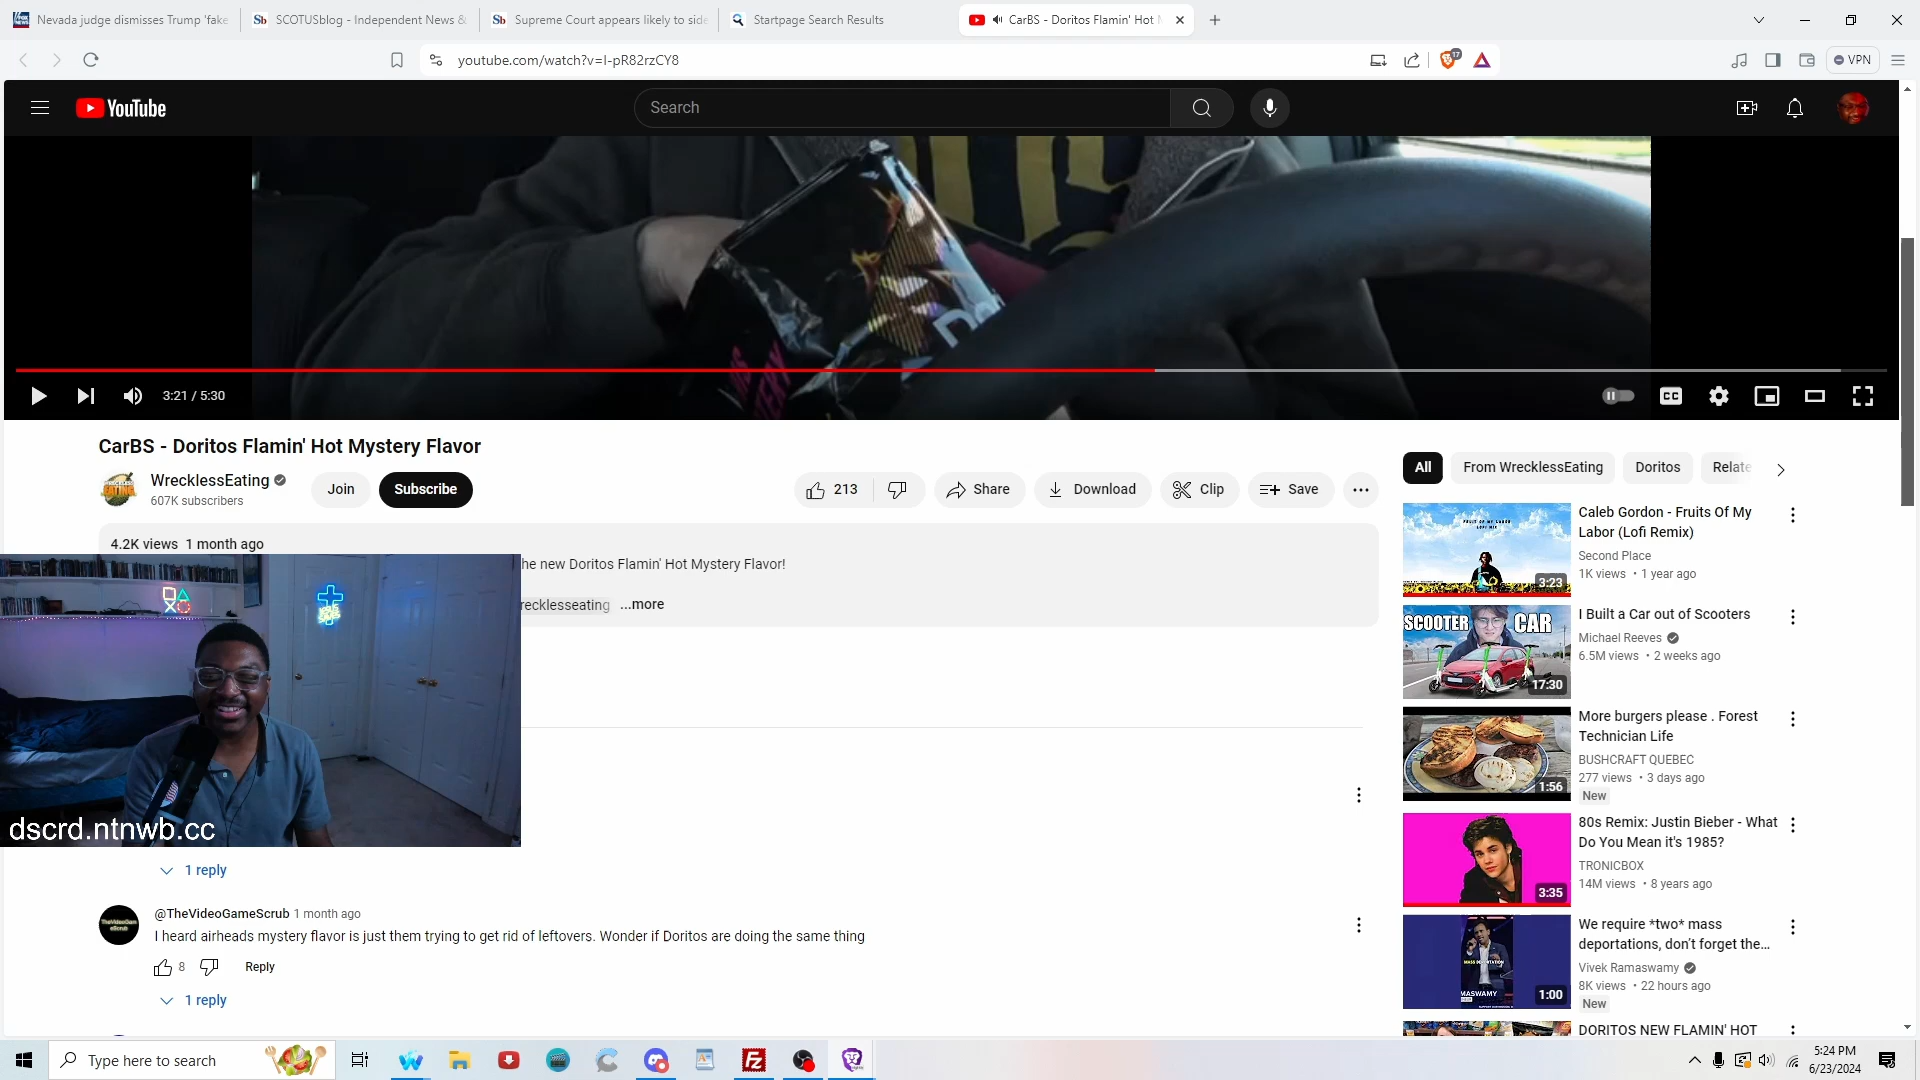 Nevada judge dismisses Trump 'fake
SCOTUSblog - Independent News &
Supreme Court appears likely to side
Startpage Search Results
CarBS - Doritos Flamin' Hot M
youtube.com/watch?v=I-pR82rzCY8
17
VPN
YouTube
Search
3:21 / 5:30
CC
CarBS - Doritos Flamin' Hot Mystery Flavor
WrecklessEating
607K subscribers
Join
Subscribe
213
Share
Download
Clip
Save
4.2K views 1 month ago
he new Doritos Flamin' Hot Mystery Flavor!
recklesseating ...more
dscrd.ntnwb.cc
1 reply
@TheVideoGameScrub 1 month ago
I heard airheads mystery flavor is just them trying to get rid of leftovers. Wonder if Doritos are doing the same thing
8
Reply
1 reply
All
From WrecklessEating
Doritos
Relate
FRUIT OF MY LABOR
3:23
Caleb Gordon - Fruits Of My
Labor (Lofi Remix)
Second Place
1K views • 1 year ago
SCOOTER CAR
17:30
I Built a Car out of Scooters
Michael Reeves
6.5M views • 2 weeks ago
1:56
More burgers please . Forest
Technician Life
BUSHCRAFT QUEBEC
277 views • 3 days ago
New
3:35
80s Remix: Justin Bieber - What
Do You Mean it's 1985?
TRONICBOX
14M views • 8 years ago
MASS DEPORTATION
MASWAMY
1:00
We require *two* mass
deportations, don't forget the...
Vivek Ramaswamy
8K views • 22 hours ago
New
DORITOS NEW FLAMIN' HOT
Type here to search
5:24 PM
6/23/2024